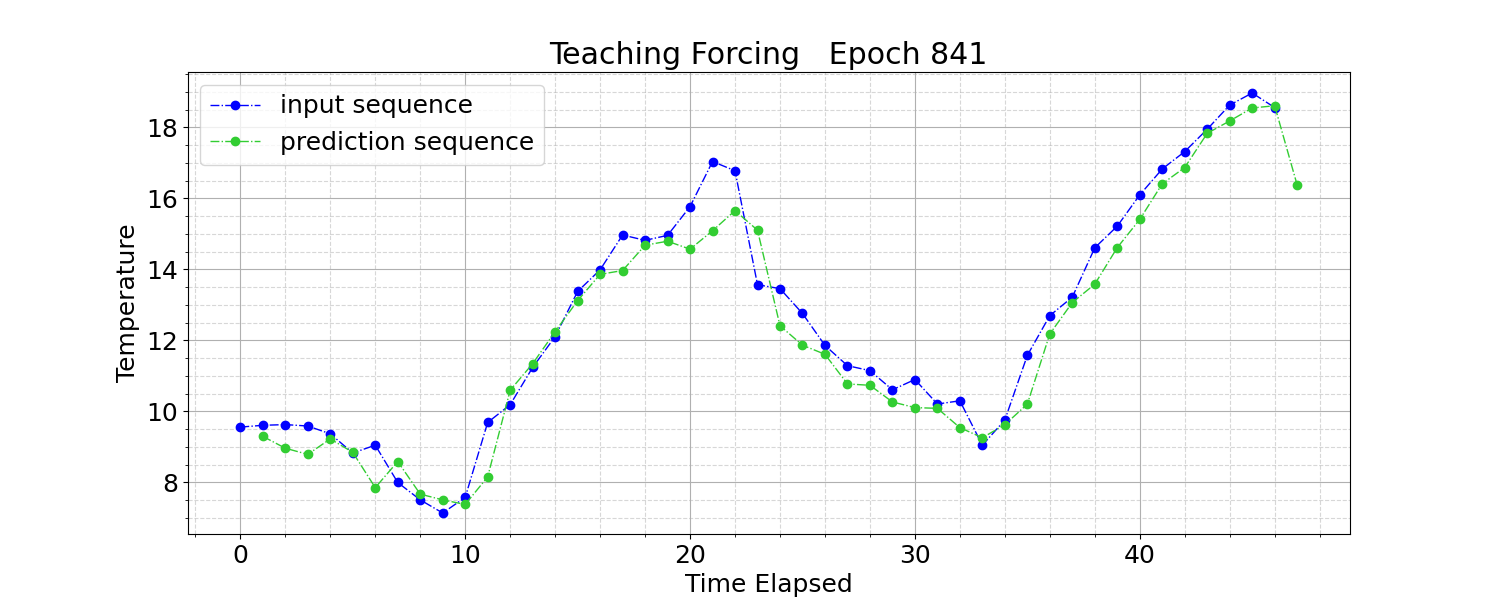 Teaching Forcing   Epoch 841
input sequence
prediction sequence
18
16
14
12
10
8
Temperature
0 10 20 30 40
Time Elapsed